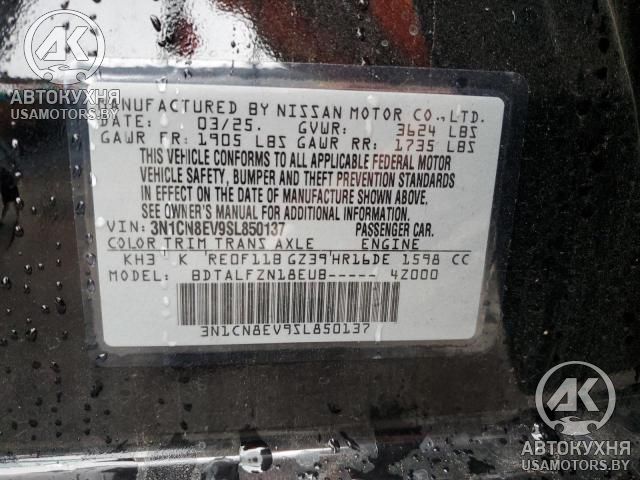 MANUFACTURED BY NISSAN MOTOR CO.,LTD.
DATE: 03/25. GVWR: 3624 LBS
GAWR FR: 1905 LBS GAWR RR: 1735 LBS
THIS VEHICLE CONFORMS TO ALL APPLICABLE FEDERAL MOTOR
VEHICLE SAFETY, BUMPER AND THEFT PREVENTION STANDARDS
IN EFFECT ON THE DATE OF MANUFACTURE SHOWN ABOVE.
SEE OWNER'S MANUAL FOR ADDITIONAL INFORMATION.
VIN: 3N1CN8EV9SL850137 PASSENGER CAR.
COLOR TRIM TRANS AXLE ENGINE
KH3 K RE0F11B GZ39 HR16DE 1598 CC
MODEL: BDTALFZN18EUB----- 4Z000
3N1CN8EV9SL850137
АК
АВТОКУХНЯ
USAMOTORS.BY
АК
АВТОКУХНЯ
USAMOTORS.BY